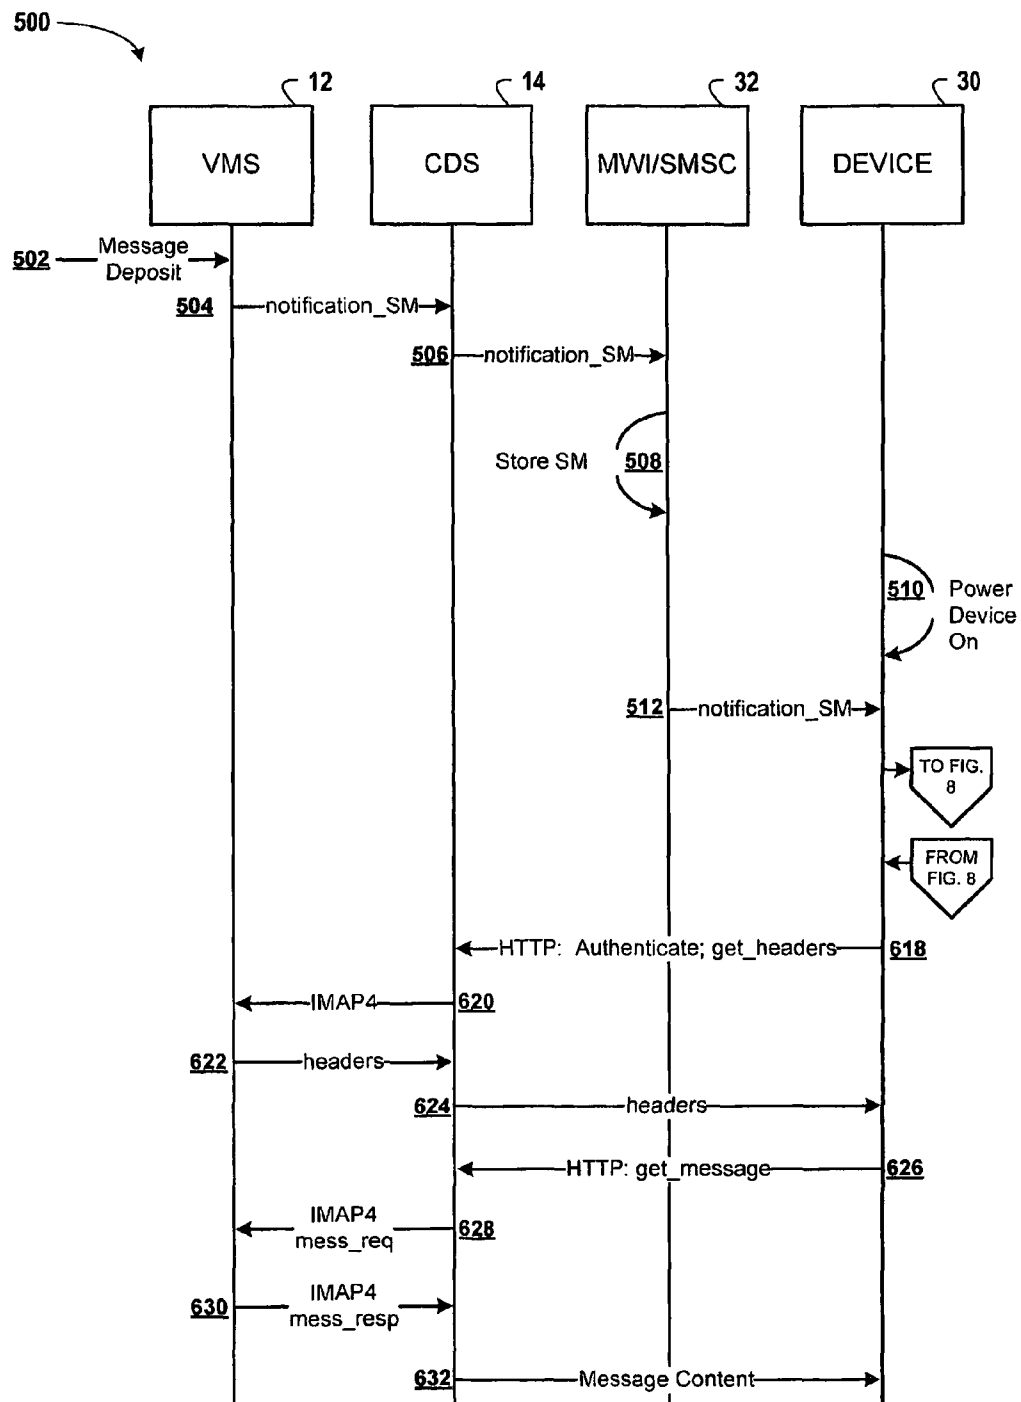 500
12
14
32
30
VMS
CDS
MWI/SMSC
DEVICE
502
Message
Deposit
504
notification_SM
506
notification_SM
Store SM
508
510
Power
Device
On
512
notification_SM
TO FIG.
8
FROM
FIG. 8
HTTP: Authenticate; get_headers
618
IMAP4
620
622
headers
624
headers
HTTP: get_message
626
IMAP4
mess_req
628
630
IMAP4
mess_resp
632
Message Content